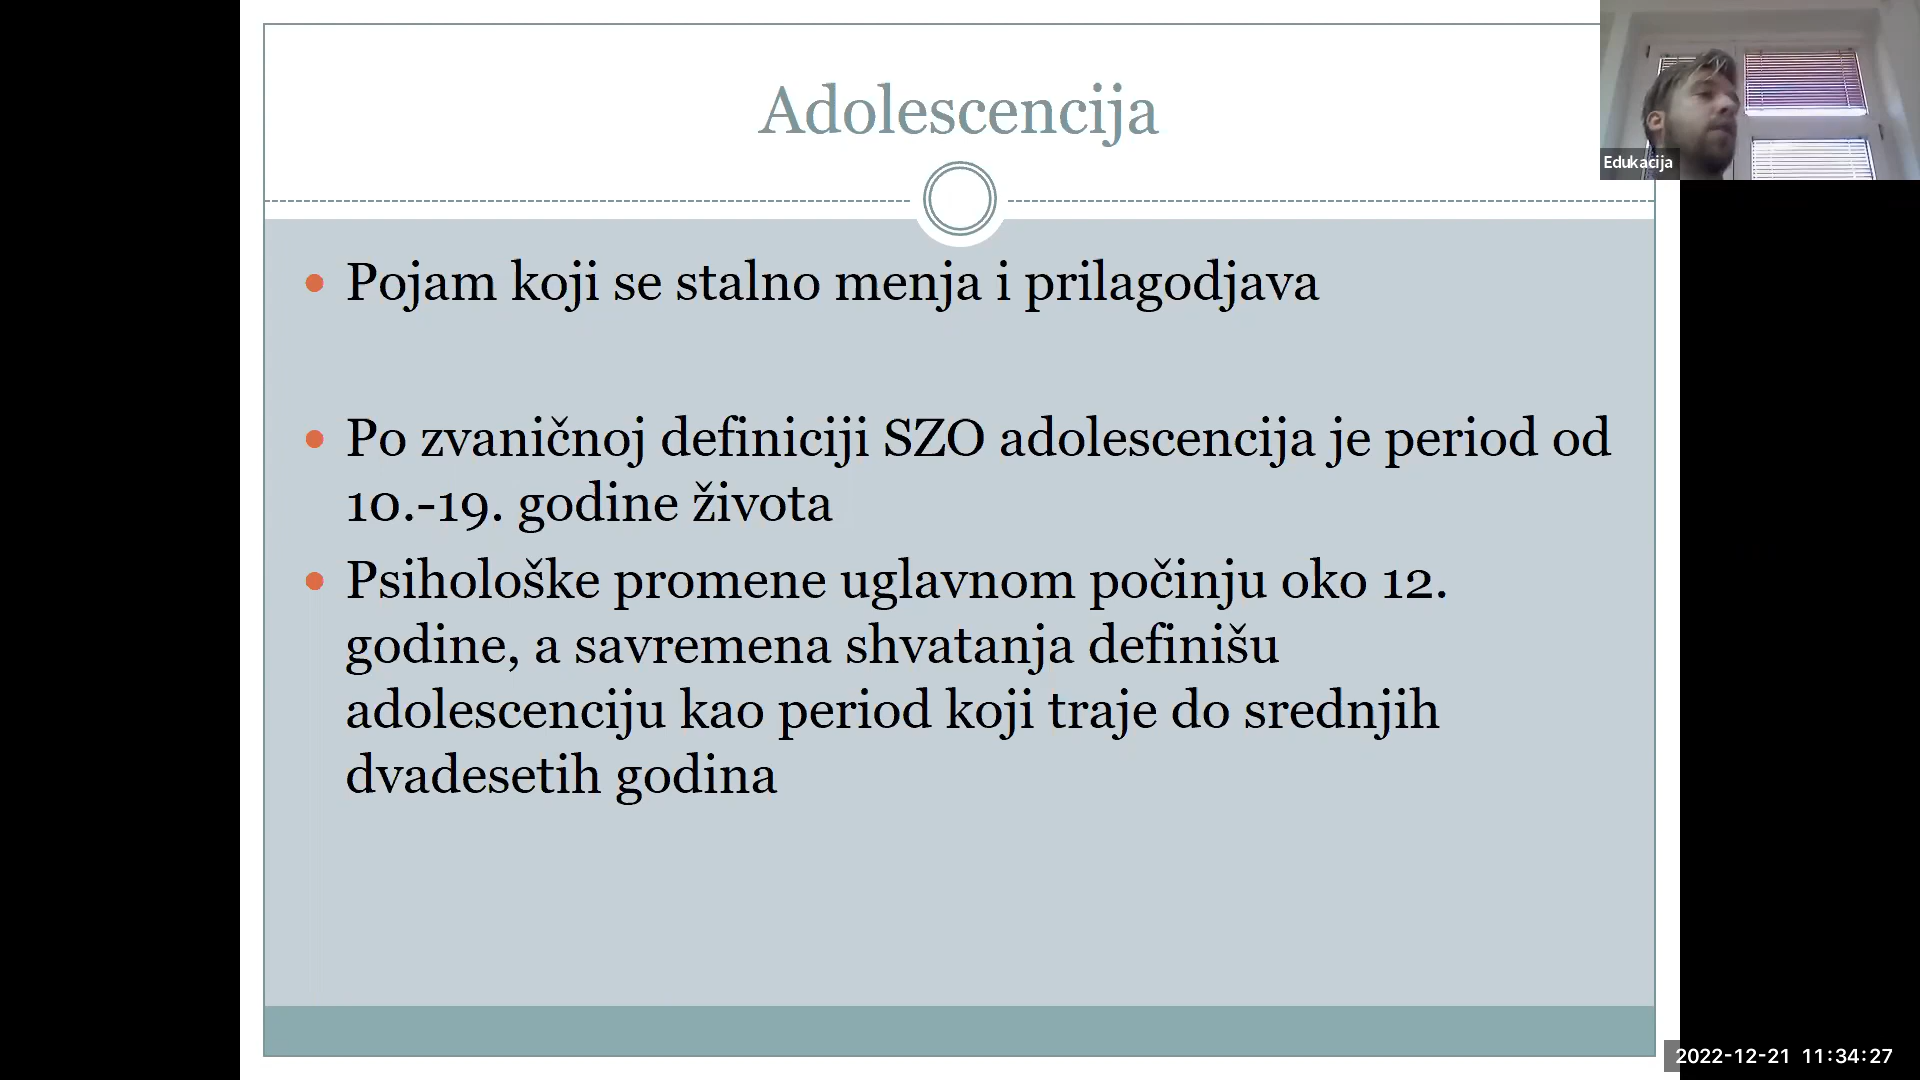 Adolescencija
Edukacija
Pojam koji se stalno menja i prilagodjava
Po zvaničnoj definiciji SZO adolescencija je period od
10.-19. godine života
Psihološke promene uglavnom počinju oko 12.
godine, a savremena shvatanja definišu
adolescenciju kao period koji traje do srednjih
dvadesetih godina
2022-12-21 11:34:27